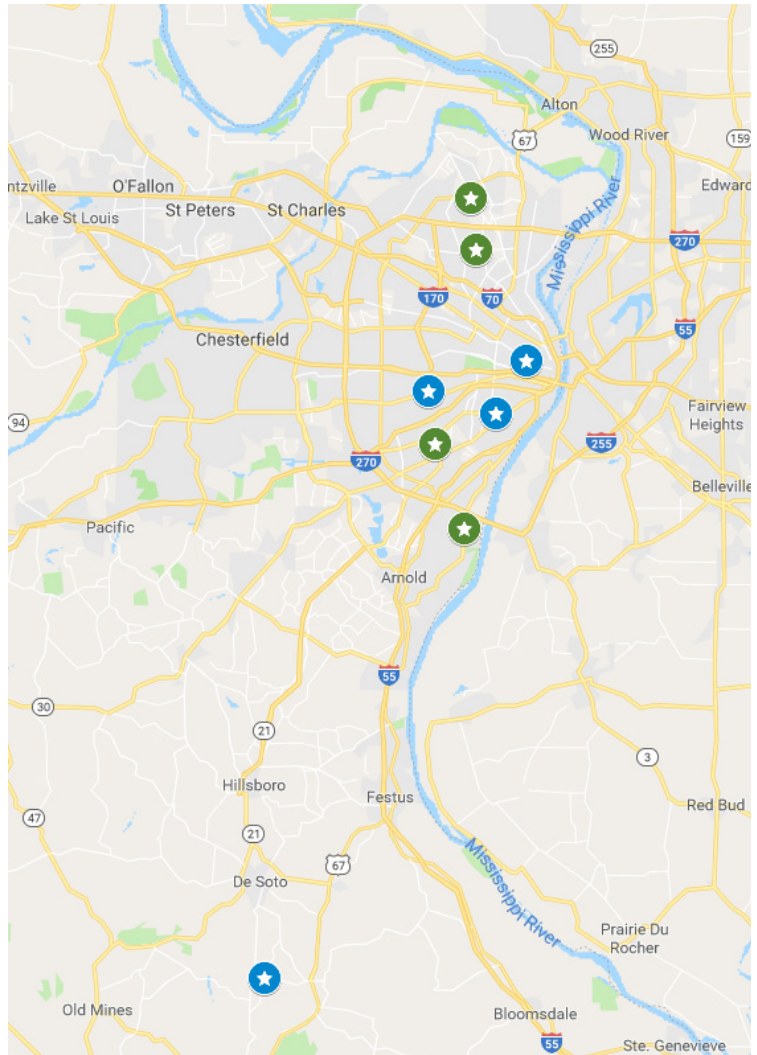 255
Alton
67
Wood River
159
ntzville
O'Fallon
Edward
St Peters
St Charles
Lake St Louis
Mississippi River
270
170
70
55
Chesterfield
94
Fairview
Heights
255
270
Belleville
Pacific
Arnold
55
30
21
3
Hillsboro
Festus
47
Red Bud
21
67
De Soto
Mississippi River
Prairie Du
Rocher
Old Mines
Bloomsdale
55
Ste. Genevieve